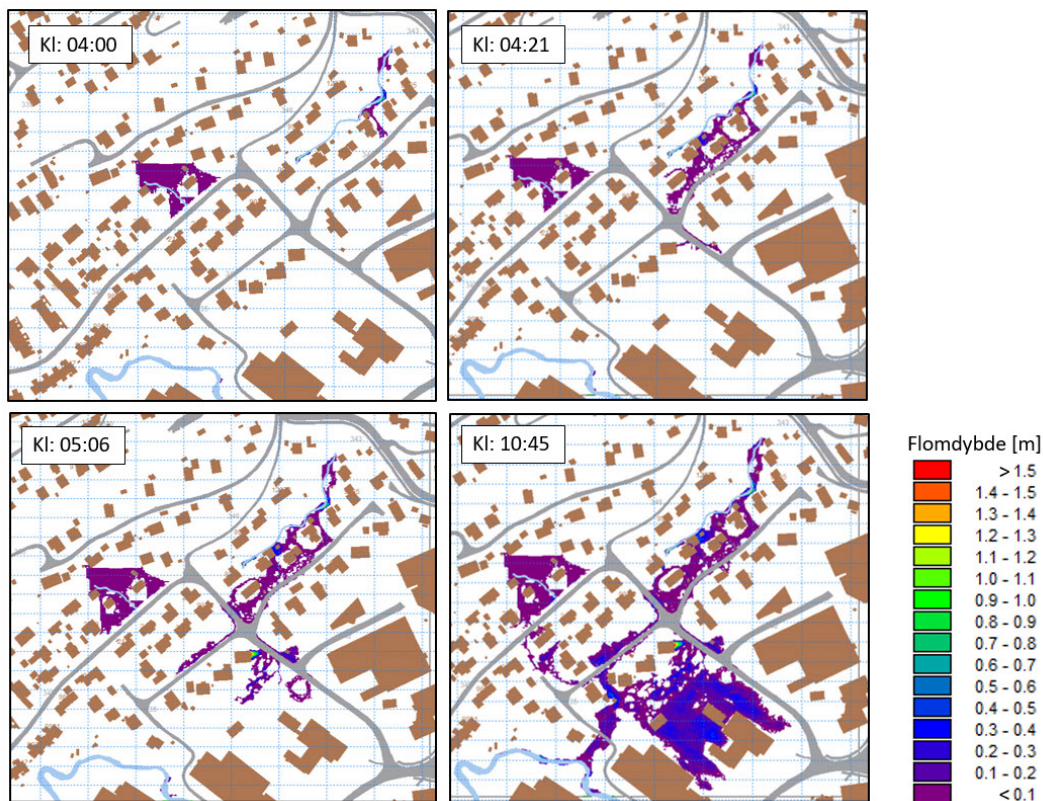 Kl: 04:00
Kl: 04:21
Kl: 05:06
Kl: 10:45
Flomdybde [m]
> 1.5
1.4 - 1.5
1.3 - 1.4
1.2 - 1.3
1.1 - 1.2
1.0 - 1.1
0.9 - 1.0
0.8 - 0.9
0.7 - 0.8
0.6 - 0.7
0.5 - 0.6
0.4 - 0.5
0.3 - 0.4
0.2 - 0.3
0.1 - 0.2
< 0.1